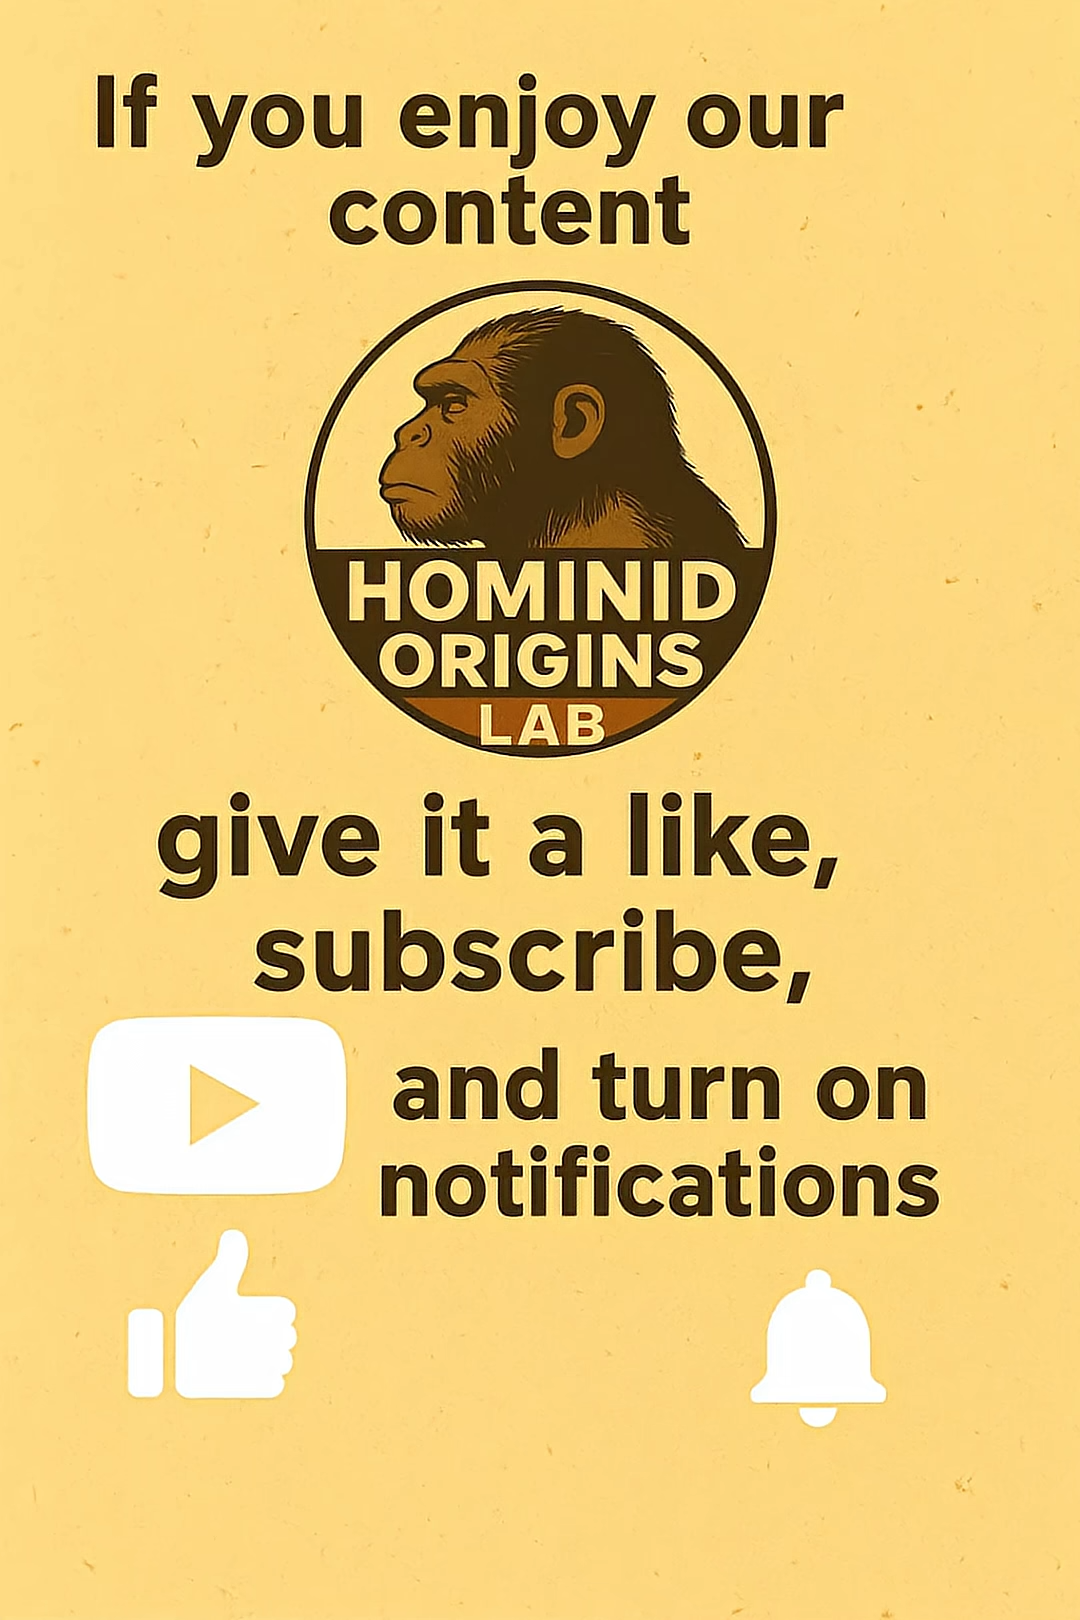 If you enjoy our
content
HOMINID
ORIGINS
LAB
give it a like,
subscribe,
and turn on
notifications